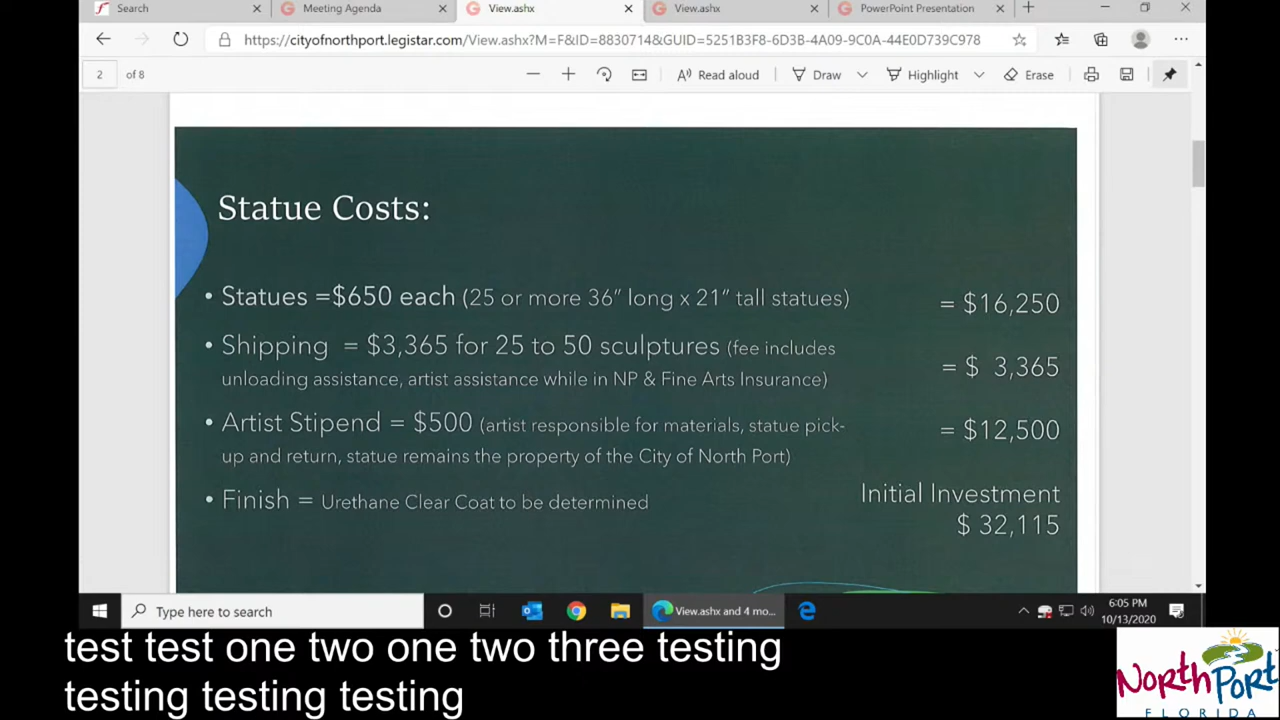 Search
Meeting Agenda
View.ashx
View.ashx
PowerPoint Presentation
https://cityofnorthport.legistar.com/View.ashx?M=F&ID=8830714&GUID=5251B3F8-6D3B-4A09-9C0A-44E0D739C978
2 of 8
Read aloud
Draw
Highlight
Erase
Statue Costs:
• Statues =$650 each (25 or more 36” long x 21” tall statues) = $16,250
• Shipping = $3,365 for 25 to 50 sculptures (fee includes
unloading assistance, artist assistance while in NP & Fine Arts Insurance) = $ 3,365
• Artist Stipend = $500 (artist responsible for materials, statue pick-
up and return, statue remains the property of the City of North Port) = $12,500
• Finish = Urethane Clear Coat to be determined
Initial Investment
$ 32,115
Type here to search
View.ashx and 4 mo...
6:05 PM
10/13/2020
test test one two one two three testing
testing testing testing
North Port
FLORIDA